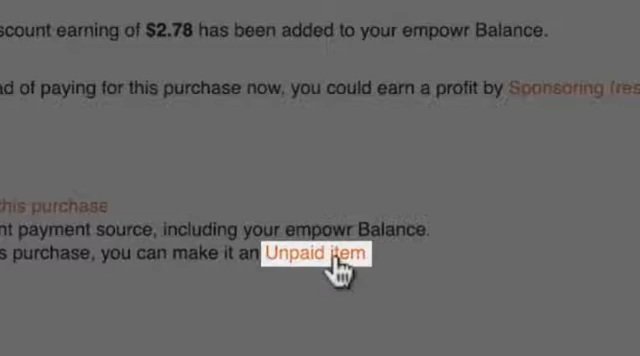 scount earning of $2.78 has been added to your empowr Balance.
ad of paying for this purchase now, you could earn a profit by Sponsoring (res
this purchase
nt payment source, including your empowr Balance.
s purchase, you can make it an Unpaid item